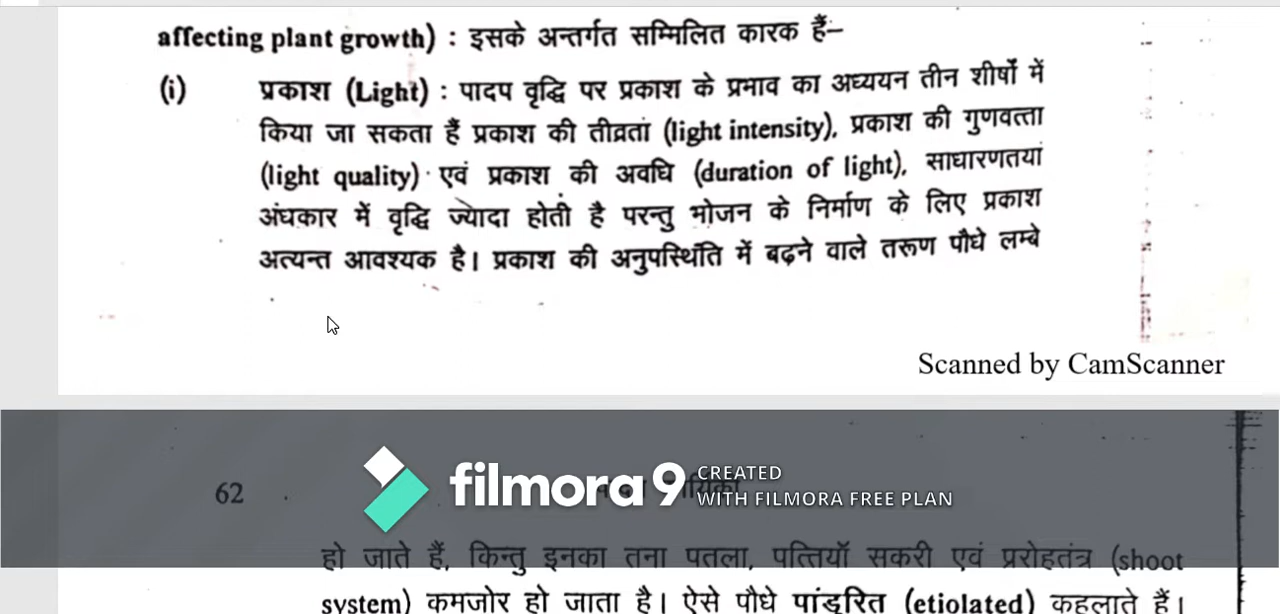 affecting plant growth) : इसके अन्तर्गत सम्मिलित कारक हैं–
(i) प्रकाश (Light) : पादप वृद्धि पर प्रकाश के प्रभाव का अध्ययन तीन शीर्षों में
किया जा सकता हैं प्रकाश की तीव्रता (light intensity), प्रकाश की गुणवत्ता
(light quality) एवं प्रकाश की अवधि (duration of light), साधारणतया
अंधकार में वृद्धि ज्यादा होती है परन्तु भोजन के निर्माण के लिए प्रकाश
अत्यन्त आवश्यक है। प्रकाश की अनुपस्थिति में बढ़ने वाले तरूण पौधे लम्बे
Scanned by CamScanner
62
filmora9 CREATED
WITH FILMORA FREE PLAN
हो जाते हैं, किन्तु इनका तना पतला, पत्तियाँ सकरी एवं प्ररोहतंत्र (shoot
system) कमजोर हो जाता है। ऐसे पौधे पांडुरित (etiolated) कहलाते हैं।